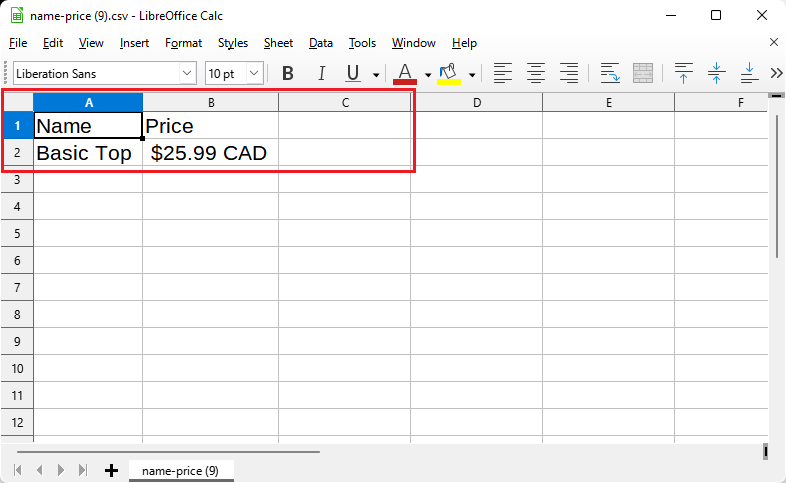 name-price (9).csv - LibreOffice Calc
File Edit View Insert Format Styles Sheet Data Tools Window Help
Liberation Sans 10 pt B I U A
A B C D E F
1 Name Price
2 Basic Top $25.99 CAD
3
4
5
6
7
8
9
10
11
12
name-price (9)